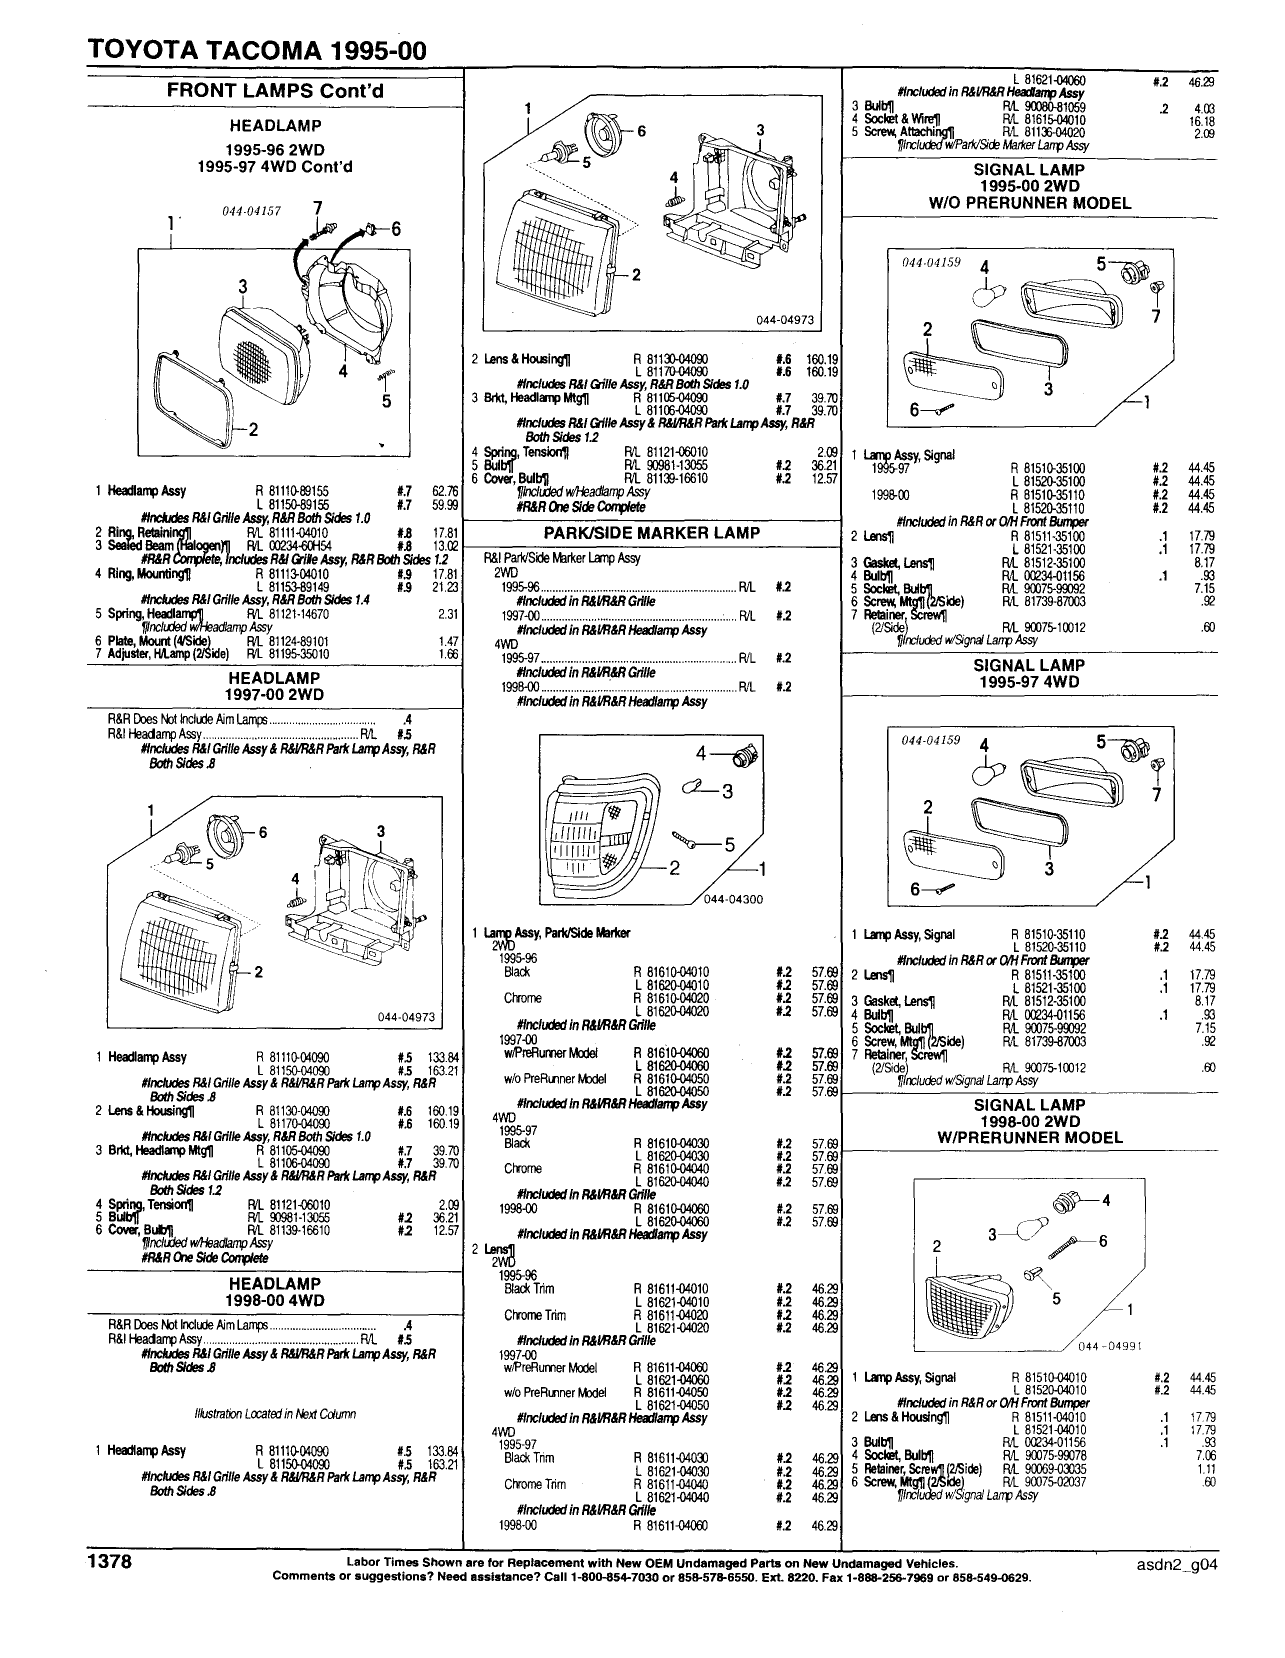 TOYOTA TACOMA 1995-00
FRONT LAMPS Cont'd
HEADLAMP
1995-96 2WD
1995-97 4WD Cont'd
044-04157
1
7
6
3
4
5
2
1 Headlamp Assy R 81110-89155 #.7 62.76
L 81150-89155 #.7 59.99
#Includes R&I Grille Assy, R&R Both Sides 1.0
2 Ring, Retaining¶ R/L 81111-04010 #.8 17.81
3 Sealed Beam (Halogen)¶ R/L 00234-60H54 #.8 13.02
#R&R Complete, Includes R&I Grille Assy, R&R Both Sides 1.2
4 Ring, Mounting¶ R 81113-04010 #.9 17.81
L 81153-89149 #.9 21.23
#Includes R&I Grille Assy, R&R Both Sides 1.4
5 Spring, Headlamp¶ R/L 81121-14670 2.31
¶Included w/Headlamp Assy
6 Plate, Mount (4/Side) R/L 81124-89101 1.47
7 Adjuster, H/Lamp (2/Side) R/L 81195-35010 1.66
HEADLAMP
1997-00 2WD
R&R Does Not Include Aim Lamps .4
R&I Headlamp Assy R/L #.5
#Includes R&I Grille Assy & R&I/R&R Park Lamp Assy, R&R
Both Sides .8
1
6
5
3
4
2
044-04973
1 Headlamp Assy R 81110-04090 #.5 133.84
L 81150-04090 #.5 163.21
#Includes R&I Grille Assy & R&I/R&R Park Lamp Assy, R&R
Both Sides .8
2 Lens & Housing¶ R 81130-04090 #.6 160.19
L 81170-04090 #.6 160.19
#Includes R&I Grille Assy, R&R Both Sides 1.0
3 Brkt, Headlamp Mtg¶ R 81105-04090 #.7 39.70
L 81106-04090 #.7 39.70
#Includes R&I Grille Assy & R&I/R&R Park Lamp Assy, R&R
Both Sides 1.2
4 Spring, Tension¶ R/L 81121-06010 2.09
5 Bulb¶ R/L 90981-13055 #.2 36.21
6 Cover, Bulb¶ R/L 81139-16610 #.2 12.57
¶Included w/Headlamp Assy
#R&R One Side Complete
HEADLAMP
1998-00 4WD
R&R Does Not Include Aim Lamps .4
R&I Headlamp Assy R/L #.5
#Includes R&I Grille Assy & R&I/R&R Park Lamp Assy, R&R
Both Sides .8
Illustration Located in Next Column
1 Headlamp Assy R 81110-04090 #.5 133.84
L 81150-04090 #.5 163.21
#Includes R&I Grille Assy & R&I/R&R Park Lamp Assy, R&R
Both Sides .8
1
6
5
3
4
2
044-04973
2 Lens & Housing¶ R 81130-04090 #.6 160.19
L 81170-04090 #.6 160.19
#Includes R&I Grille Assy, R&R Both Sides 1.0
3 Brkt, Headlamp Mtg¶ R 81105-04090 #.7 39.70
L 81106-04090 #.7 39.70
#Includes R&I Grille Assy & R&I/R&R Park Lamp Assy, R&R
Both Sides 1.2
4 Spring, Tension¶ R/L 81121-06010 2.09
5 Bulb¶ R/L 90981-13055 #.2 36.21
6 Cover, Bulb¶ R/L 81139-16610 #.2 12.57
¶Included w/Headlamp Assy
#R&R One Side Complete
PARK/SIDE MARKER LAMP
R&I Park/Side Marker Lamp Assy
2WD
1995-96 R/L #.2
#Included in R&I/R&R Grille
1997-00 R/L #.2
#Included in R&I/R&R Headlamp Assy
4WD
1995-97 R/L #.2
#Included in R&I/R&R Grille
1998-00 R/L #.2
#Included in R&I/R&R Headlamp Assy
4
3
5
2
1
044-04300
1 Lamp Assy, Park/Side Marker
2WD
1995-96
Black R 81610-04010 #.2 57.69
L 81620-04010 #.2 57.69
Chrome R 81610-04020 #.2 57.69
L 81620-04020 #.2 57.69
#Included in R&I/R&R Grille
1997-00
w/PreRunner Model R 81610-04060 #.2 57.69
L 81620-04060 #.2 57.69
w/o PreRunner Model R 81610-04050 #.2 57.69
L 81620-04050 #.2 57.69
#Included in R&I/R&R Headlamp Assy
4WD
1995-97
Black R 81610-04030 #.2 57.69
L 81620-04030 #.2 57.69
Chrome R 81610-04040 #.2 57.69
L 81620-04040 #.2 57.69
#Included in R&I/R&R Grille
1998-00 R 81610-04060 #.2 57.69
L 81620-04060 #.2 57.69
#Included in R&I/R&R Headlamp Assy
2 Lens¶
2WD
1995-96
Black Trim R 81611-04010 #.2 46.29
L 81621-04010 #.2 46.29
Chrome Trim R 81611-04020 #.2 46.29
L 81621-04020 #.2 46.29
#Included in R&I/R&R Grille
1997-00
w/PreRunner Model R 81611-04060 #.2 46.29
L 81621-04060 #.2 46.29
w/o PreRunner Model R 81611-04050 #.2 46.29
L 81621-04050 #.2 46.29
#Included in R&I/R&R Headlamp Assy
4WD
1995-97
Black Trim R 81611-04030 #.2 46.29
L 81621-04030 #.2 46.29
Chrome Trim R 81611-04040 #.2 46.29
L 81621-04040 #.2 46.29
#Included in R&I/R&R Grille
1998-00 R 81611-04060 #.2 46.29
L 81621-04060 #.2 46.29
#Included in R&I/R&R Headlamp Assy
3 Bulb¶ R/L 90080-81059 .2 4.03
4 Socket & Wire¶ R/L 81615-04010 16.18
5 Screw, Attaching¶ R/L 81136-04020 2.09
¶Included w/Park/Side Marker Lamp Assy
SIGNAL LAMP
1995-00 2WD
W/O PRERUNNER MODEL
044-04159
4
5
7
2
3
6
1
1 Lamp Assy, Signal
1995-97 R 81510-35100 #.2 44.45
L 81520-35100 #.2 44.45
1998-00 R 81510-35110 #.2 44.45
L 81520-35110 #.2 44.45
#Included in R&R or O/H Front Bumper
2 Lens¶ R 81511-35100 .1 17.79
L 81521-35100 .1 17.79
3 Gasket, Lens¶ R/L 81512-35100 8.17
4 Bulb¶ R/L 00234-01156 .1 .93
5 Socket, Bulb¶ R/L 90075-99092 7.15
6 Screw, Mtg¶ (2/Side) R/L 81739-87003 .92
7 Retainer, Screw¶
(2/Side) R/L 90075-10012 .60
¶Included w/Signal Lamp Assy
SIGNAL LAMP
1995-97 4WD
044-04159
4
5
7
2
3
6
1
1 Lamp Assy, Signal R 81510-35110 #.2 44.45
L 81520-35110 #.2 44.45
#Included in R&R or O/H Front Bumper
2 Lens¶ R 81511-35100 .1 17.79
L 81521-35100 .1 17.79
3 Gasket, Lens¶ R/L 81512-35100 8.17
4 Bulb¶ R/L 00234-01156 .1 .93
5 Socket, Bulb¶ R/L 90075-99092 7.15
6 Screw, Mtg¶ (2/Side) R/L 81739-87003 .92
7 Retainer, Screw¶
(2/Side) R/L 90075-10012 .60
¶Included w/Signal Lamp Assy
SIGNAL LAMP
1998-00 2WD
W/PRERUNNER MODEL
4
3
6
2
5
1
044-04991
1 Lamp Assy, Signal R 81510-04010 #.2 44.45
L 81520-04010 #.2 44.45
#Included in R&R or O/H Front Bumper
2 Lens & Housing¶ R 81511-04010 .1 17.79
L 81521-04010 .1 17.79
3 Bulb¶ R/L 00234-01156 .1 .93
4 Socket, Bulb¶ R/L 90075-99078 7.06
5 Retainer, Screw¶ (2/Side) R/L 90069-03035 1.11
6 Screw, Mtg¶ (2/Side) R/L 90075-02037 .60
¶Included w/Signal Lamp Assy
1378
Labor Times Shown are for Replacement with New OEM Undamaged Parts on New Undamaged Vehicles.
Comments or suggestions? Need assistance? Call 1-800-854-7030 or 858-578-6550. Ext. 8220. Fax 1-888-256-7969 or 858-549-0629.
asdn2_g04